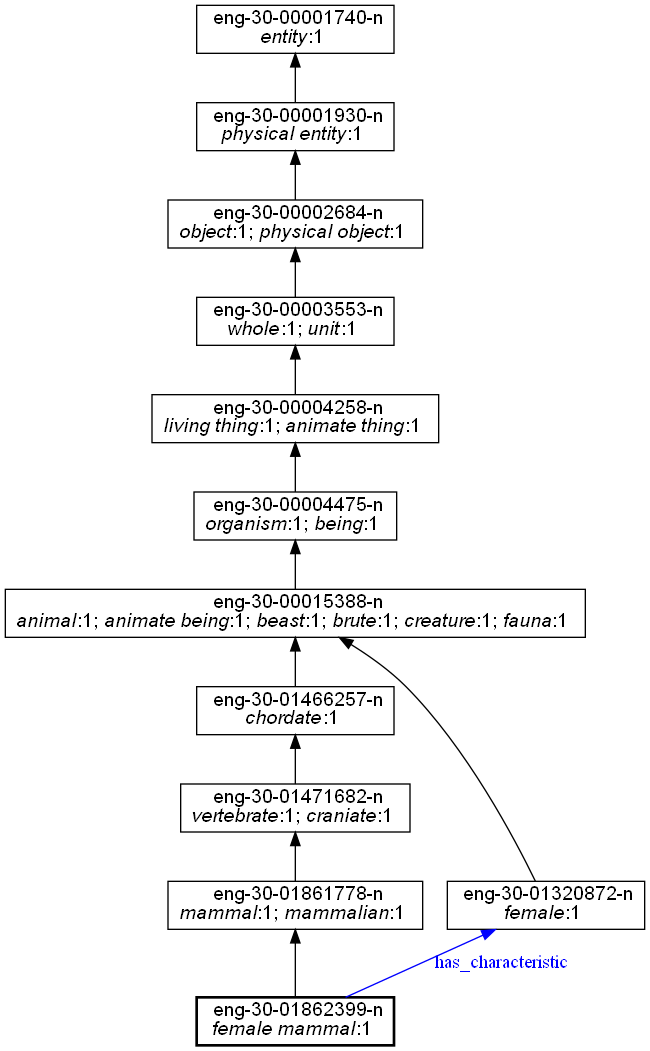 eng-30-00001740-n
entity:1
eng-30-00001930-n
physical entity:1
eng-30-00002684-n
object:1; physical object:1
eng-30-00003553-n
whole:1; unit:1
eng-30-00004258-n
living thing:1; animate thing:1
eng-30-00004475-n
organism:1; being:1
eng-30-00015388-n
animal:1; animate being:1; beast:1; brute:1; creature:1; fauna:1
eng-30-01466257-n
chordate:1
eng-30-01471682-n
vertebrate:1; craniate:1
eng-30-01861778-n
mammal:1; mammalian:1
eng-30-01320872-n
female:1
has_characteristic
eng-30-01862399-n
female mammal:1